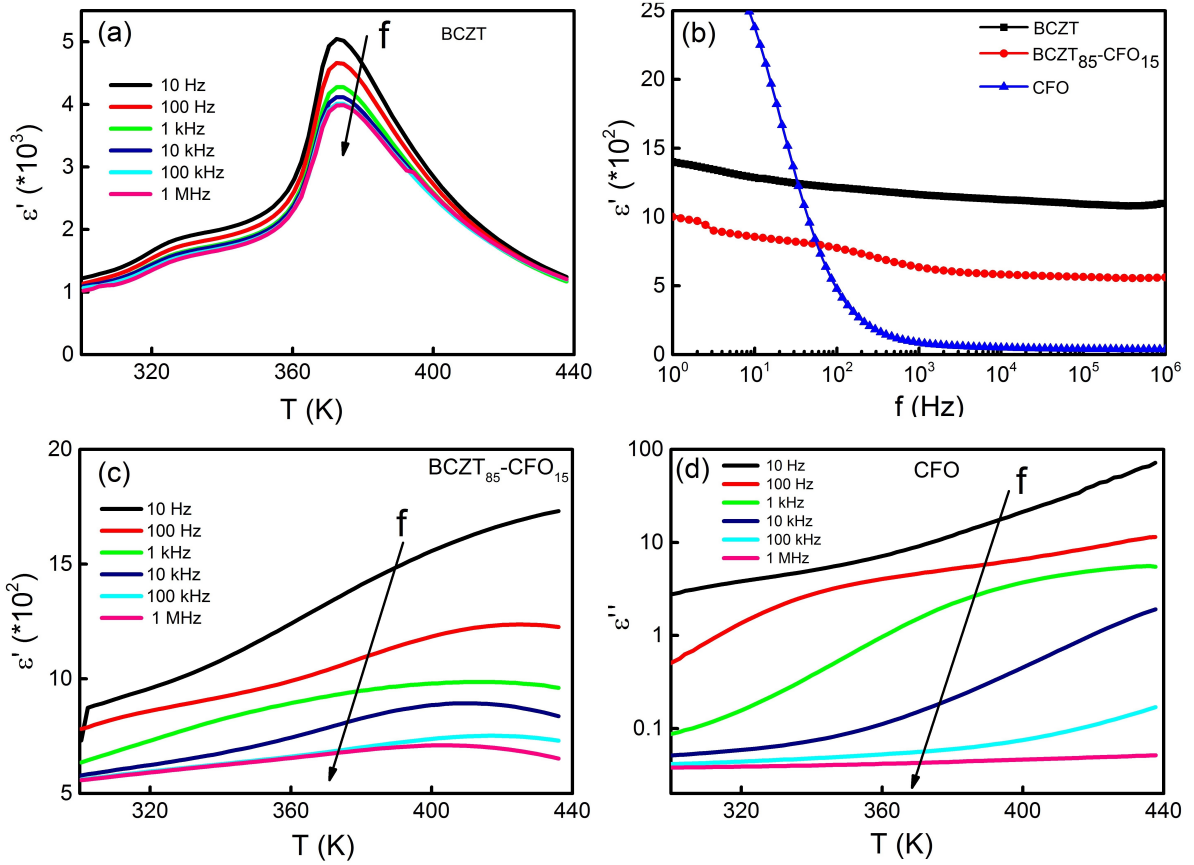 (a)
f
BCZT
10 Hz
100 Hz
1 kHz
10 kHz
100 kHz
1 MHz
5
4
3
2
1
0
ε' (*10³)
320
360
400
440
T (K)
(b)
BCZT
BCZT₈₅-CFO₁₅
CFO
25
20
15
10
5
0
ε' (*10²)
10⁰
10¹
10²
10³
10⁴
10⁵
10⁶
f (Hz)
(c)
BCZT₈₅-CFO₁₅
f
10 Hz
100 Hz
1 kHz
10 kHz
100 kHz
1 MHz
20
15
10
5
ε' (*10²)
320
360
400
440
T (K)
(d)
CFO
f
10 Hz
100 Hz
1 kHz
10 kHz
100 kHz
1 MHz
100
10
1
0.1
ε''
320
360
400
440
T (K)